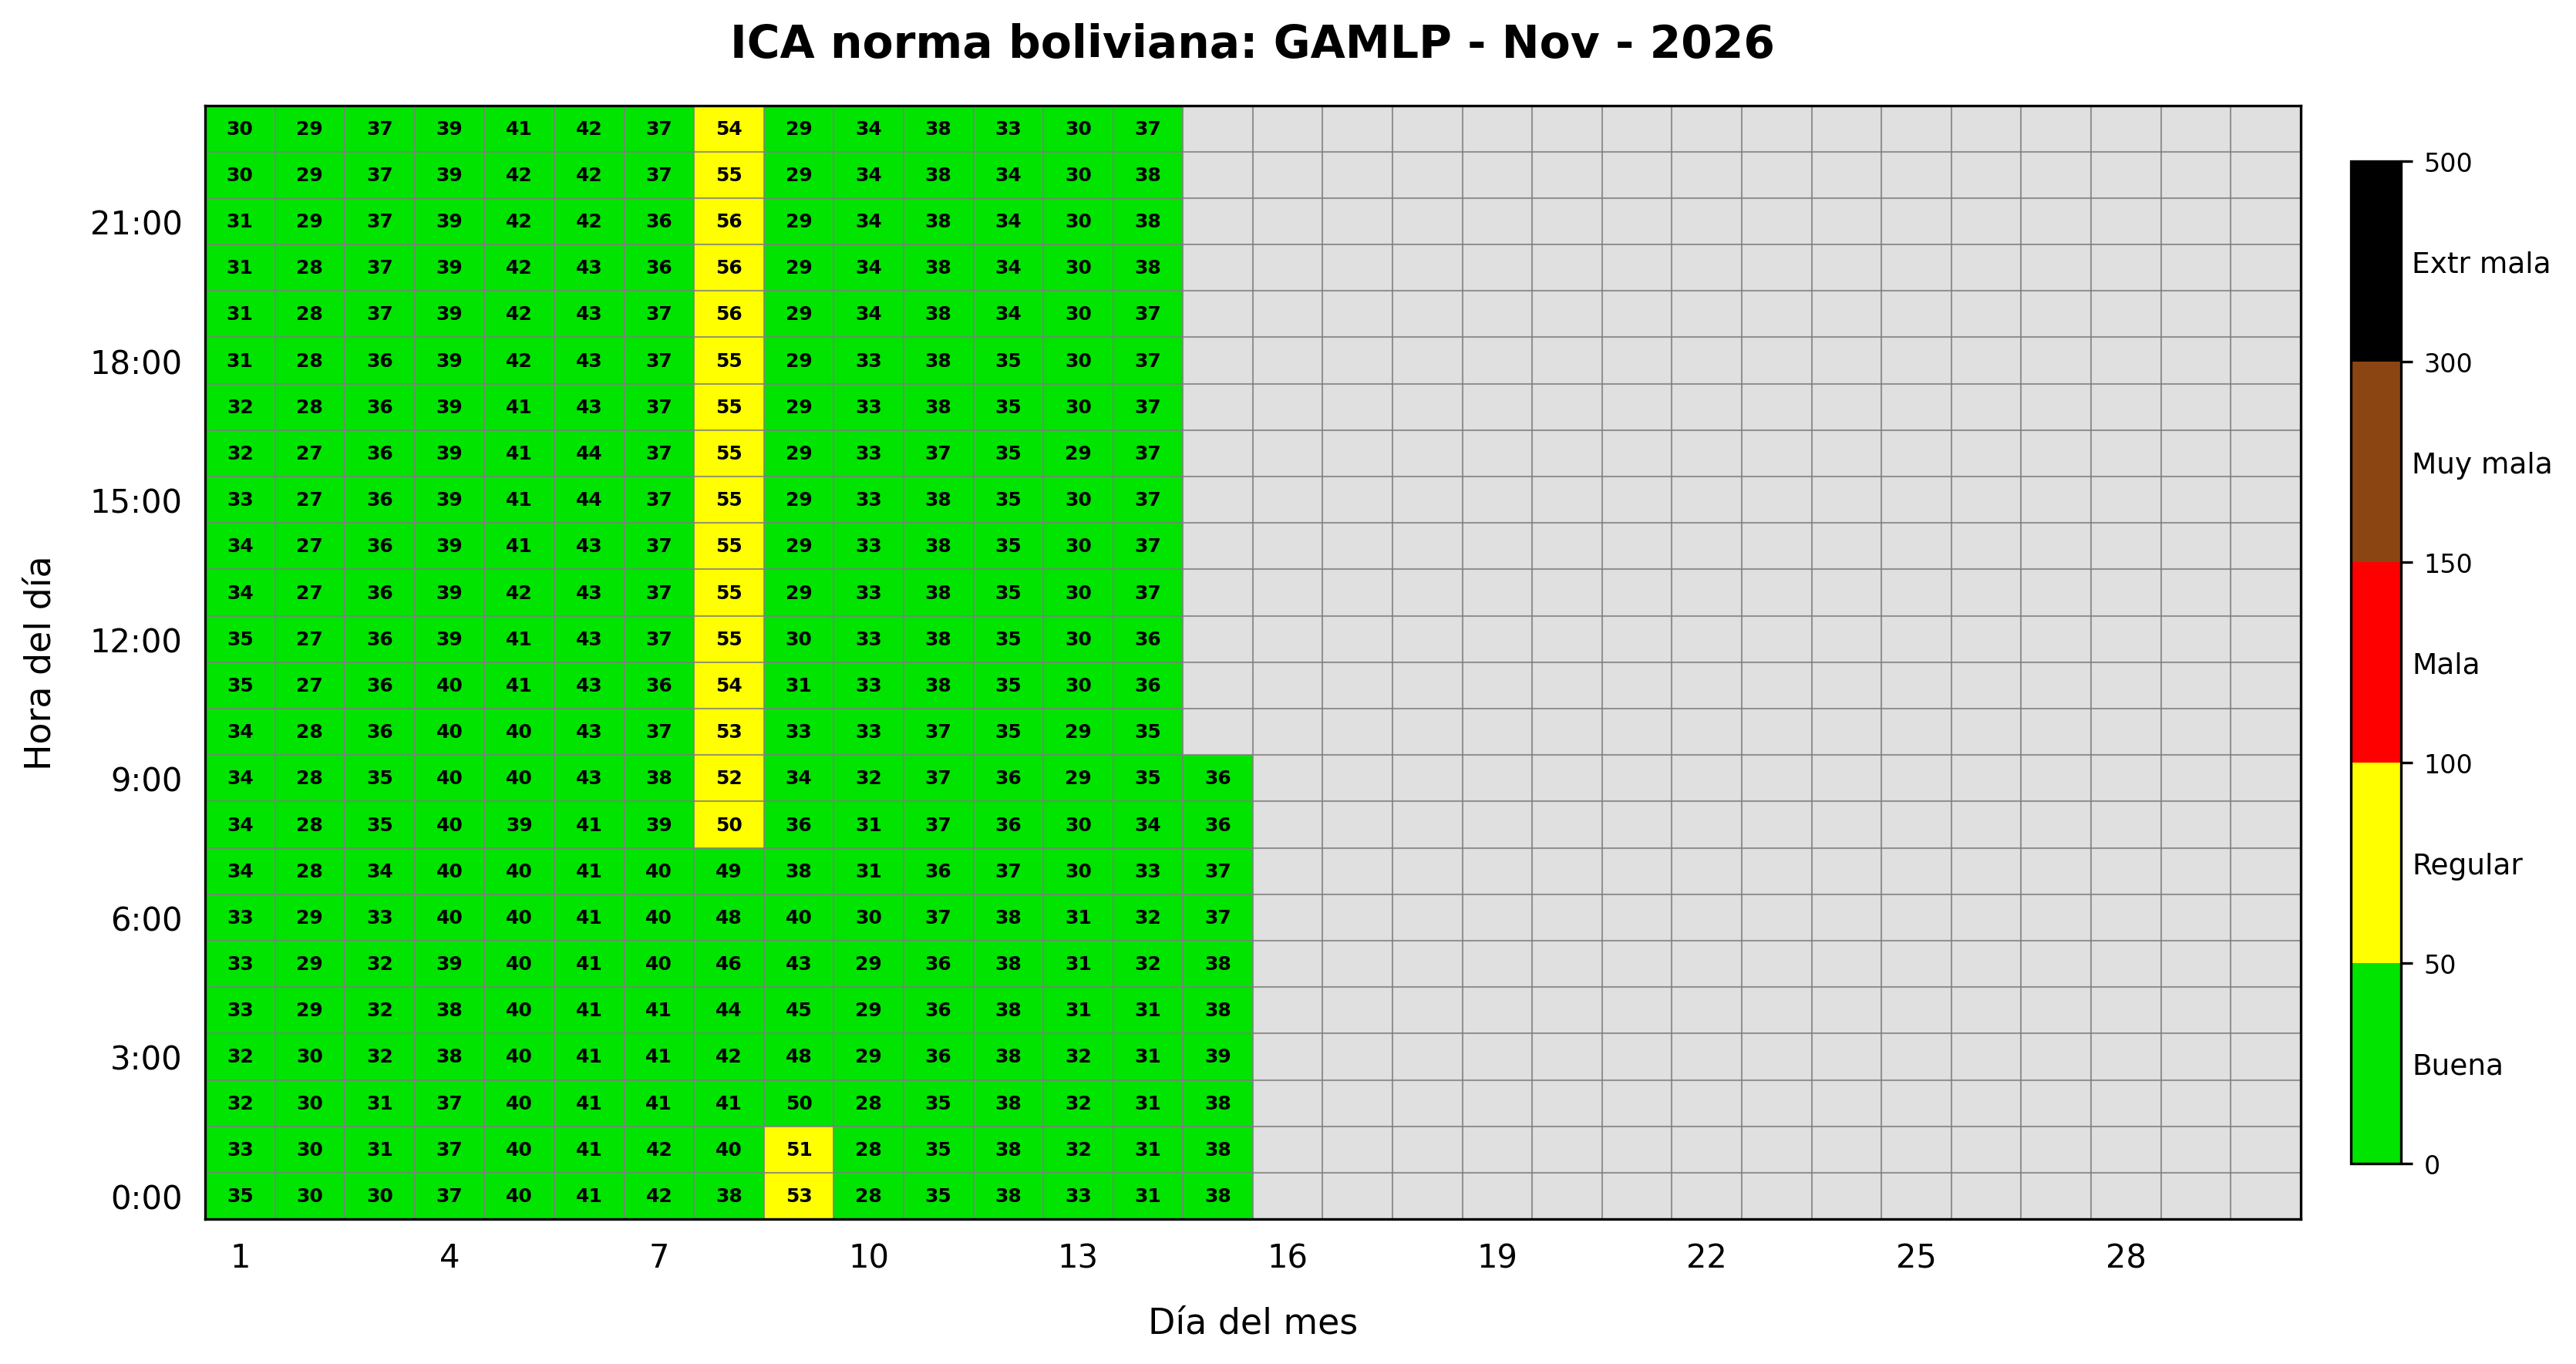 ICA norma boliviana: GAMLP - Nov - 2026
30 29 37 39 41 42 37 54 29 34 38 33 30 37
30 29 37 39 42 42 37 55 29 34 38 34 30 38
21:00 31 29 37 39 42 42 36 56 29 34 38 34 30 38
31 28 37 39 42 43 36 56 29 34 38 34 30 38
31 28 37 39 42 43 37 56 29 34 38 34 30 37
18:00 31 28 36 39 42 43 37 55 29 33 38 35 30 37
32 28 36 39 41 43 37 55 29 33 38 35 30 37
32 27 36 39 41 44 37 55 29 33 37 35 29 37
15:00 33 27 36 39 41 44 37 55 29 33 38 35 30 37
34 27 36 39 41 43 37 55 29 33 38 35 30 37
34 27 36 39 42 43 37 55 29 33 38 35 30 37
12:00 35 27 36 39 41 43 37 55 30 33 38 35 30 36
35 27 36 40 41 43 36 54 31 33 38 35 30 36
34 28 36 40 40 43 37 53 33 33 37 35 29 35
9:00 34 28 35 40 40 43 38 52 34 32 37 36 29 35 36
34 28 35 40 39 41 39 50 36 31 37 36 30 34 36
34 28 34 40 40 41 40 49 38 31 36 37 30 33 37
6:00 33 29 33 40 40 41 40 48 40 30 37 38 31 32 37
33 29 32 39 40 41 40 46 43 29 36 38 31 32 38
33 29 32 38 40 41 41 44 45 29 36 38 31 31 38
3:00 32 30 32 38 40 41 41 42 48 29 36 38 32 31 39
32 30 31 37 40 41 41 41 50 28 35 38 32 31 38
33 30 31 37 40 41 42 40 51 28 35 38 32 31 38
0:00 35 30 30 37 40 41 42 38 53 28 35 38 33 31 38
1 4 7 10 13 16 19 22 25 28
Día del mes
Hora del día
500
Extr mala
300
Muy mala
150
Mala
100
Regular
50
Buena
0